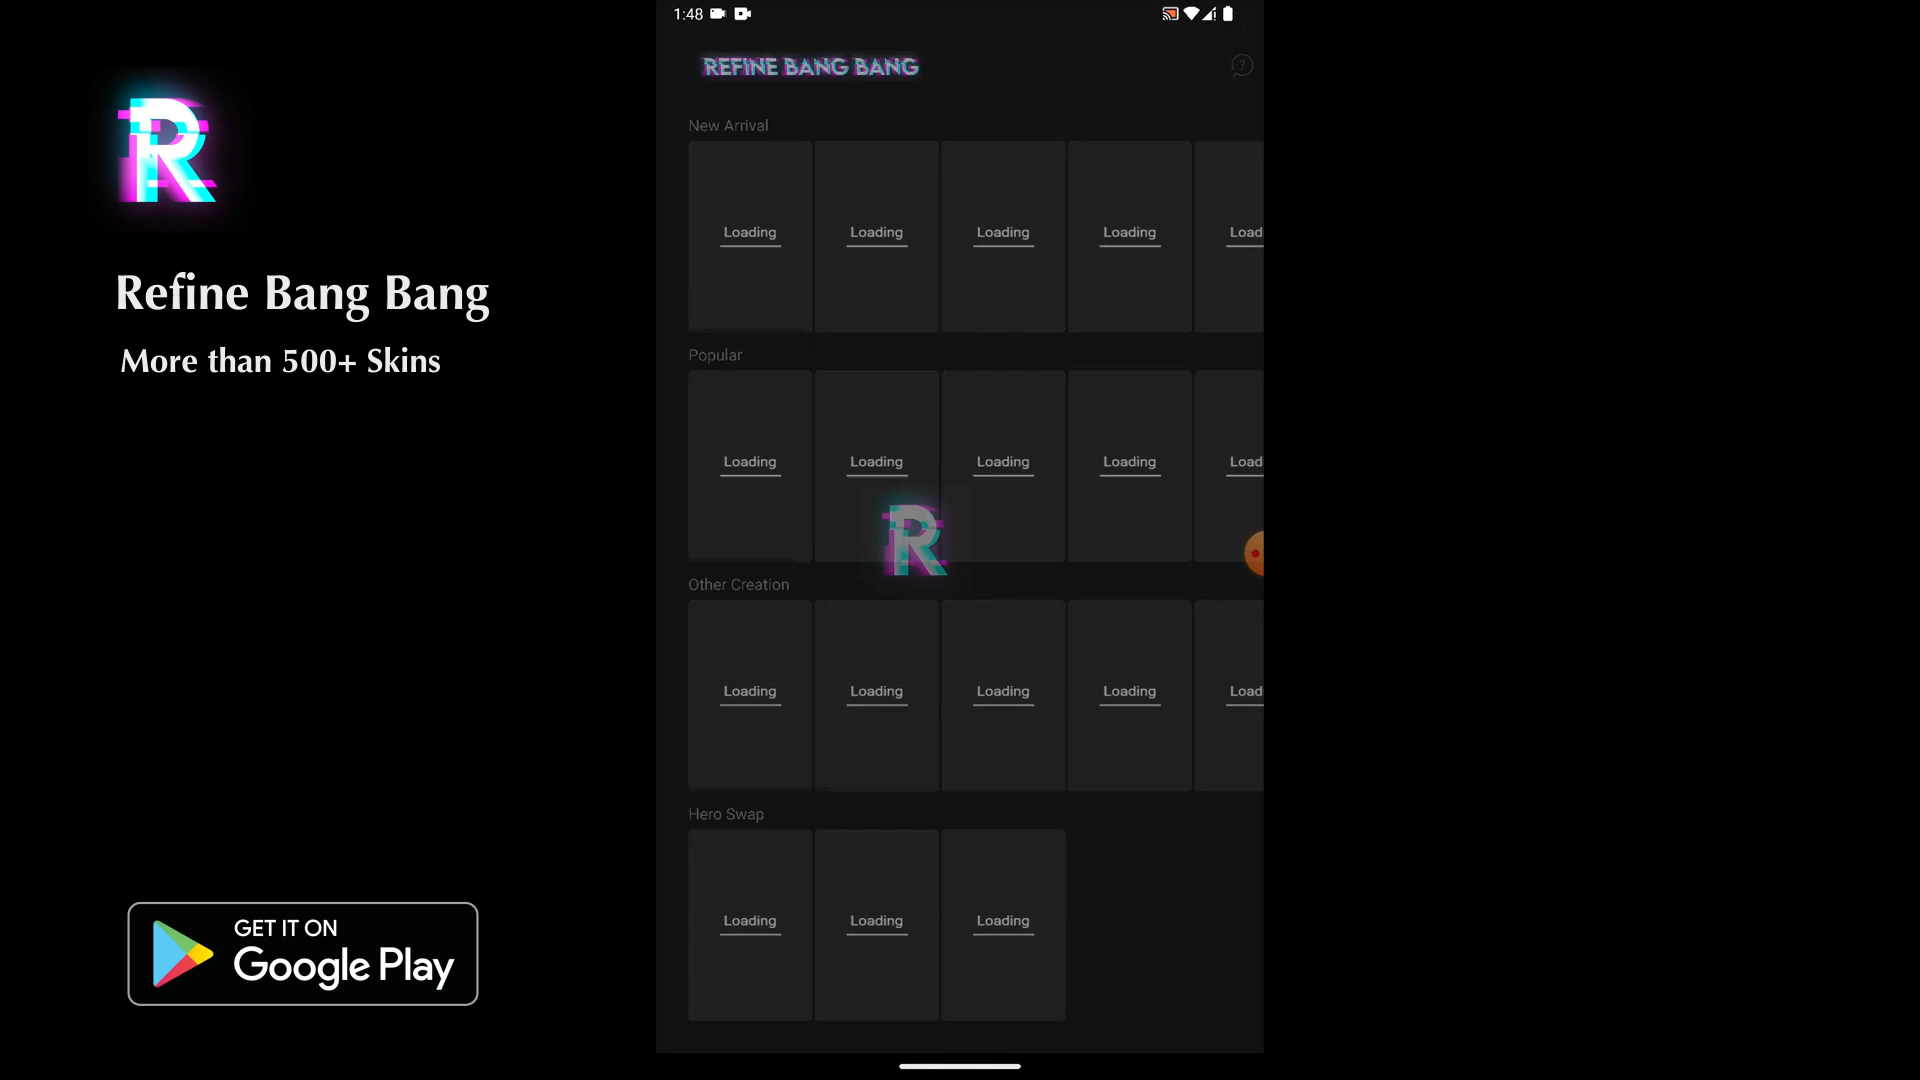 R
Refine Bang Bang
More than 500+ Skins
GET IT ON
Google Play
1:48
REFINE BANG BANG
?
New Arrival
Loading Loading Loading Loading Load
Popular
Loading Loading Loading Loading Load
R
Other Creation
Loading Loading Loading Loading Load
Hero Swap
Loading Loading Loading